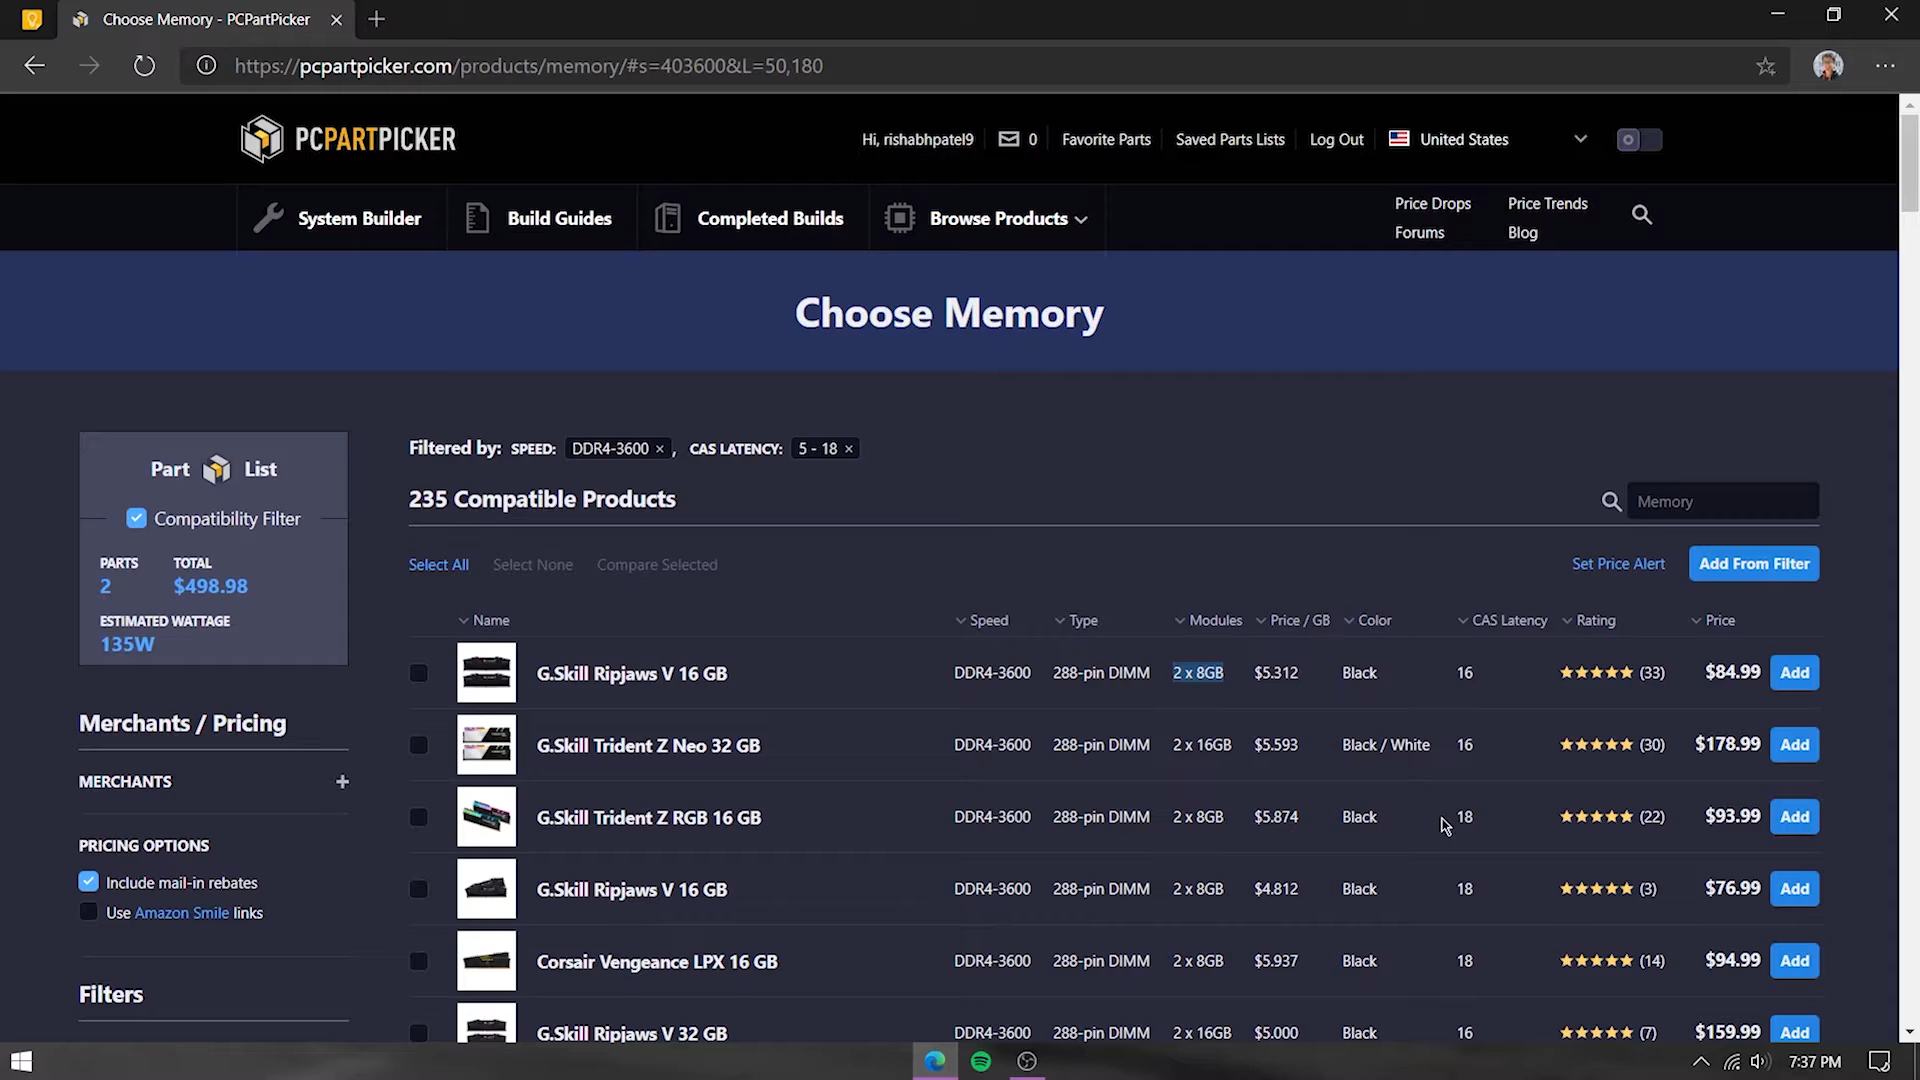 Choose Memory - PCPartPicker
https://pcpartpicker.com/products/memory/#s=403600&L=50,180
PCPARTPICKER
Hi, rishabhpatel9 0 Favorite Parts Saved Parts Lists Log Out United States
System Builder Build Guides Completed Builds Browse Products
Price Drops Price Trends
Forums Blog
Choose Memory
Part List
Compatibility Filter
PARTS TOTAL
2 $498.98
ESTIMATED WATTAGE
135W
Merchants / Pricing
MERCHANTS +
PRICING OPTIONS
Include mail-in rebates
Use Amazon Smile links
Filters
Filtered by: SPEED: DDR4-3600 ×, CAS LATENCY: 5 - 18 ×
235 Compatible Products
Memory
Select All Select None Compare Selected Set Price Alert Add From Filter
Name Speed Type Modules Price / GB Color CAS Latency Rating Price
G.Skill Ripjaws V 16 GB DDR4-3600 288-pin DIMM 2 x 8GB $5.312 Black 16 (33) $84.99 Add
G.Skill Trident Z Neo 32 GB DDR4-3600 288-pin DIMM 2 x 16GB $5.593 Black / White 16 (30) $178.99 Add
G.Skill Trident Z RGB 16 GB DDR4-3600 288-pin DIMM 2 x 8GB $5.874 Black 18 (22) $93.99 Add
G.Skill Ripjaws V 16 GB DDR4-3600 288-pin DIMM 2 x 8GB $4.812 Black 18 (3) $76.99 Add
Corsair Vengeance LPX 16 GB DDR4-3600 288-pin DIMM 2 x 8GB $5.937 Black 18 (14) $94.99 Add
G.Skill Ripjaws V 32 GB DDR4-3600 288-pin DIMM 2 x 16GB $5.000 Black 16 (7) $159.99 Add
7:37 PM